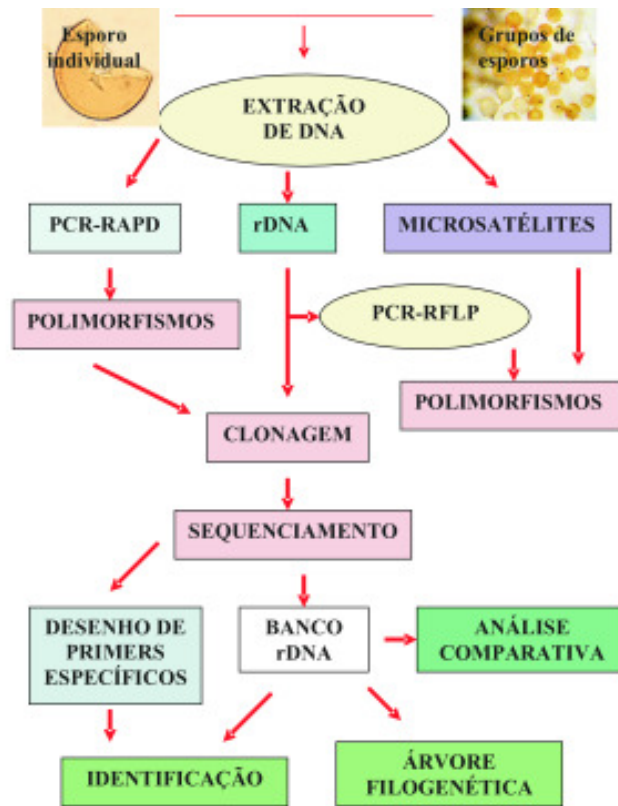 Esporo
individual
Grupos de
esporos
EXTRAÇÃO
DE DNA
PCR-RAPD
rDNA
MICROSATÉLITES
POLIMORFISMOS
PCR-RFLP
POLIMORFISMOS
CLONAGEM
SEQUENCIAMENTO
DESENHO DE
PRIMERS
ESPECÍFICOS
BANCO
rDNA
ANÁLISE
COMPARATIVA
IDENTIFICAÇÃO
ÁRVORE
FILOGENÉTICA